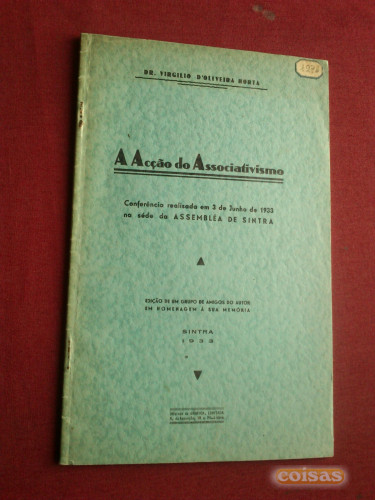 DR. VIRGILIO D'OLIVEIRA HORTA
A Acção do Associativismo
Conferência realizada em 3 de Junho de 1933
na séde da ASSEMBLÉA DE SINTRA
EDIÇÃO DE UM GRUPO DE AMIGOS DO AUTOR
EM HOMENAGEM Á SUA MEMÓRIA
SINTRA
1933
coisas